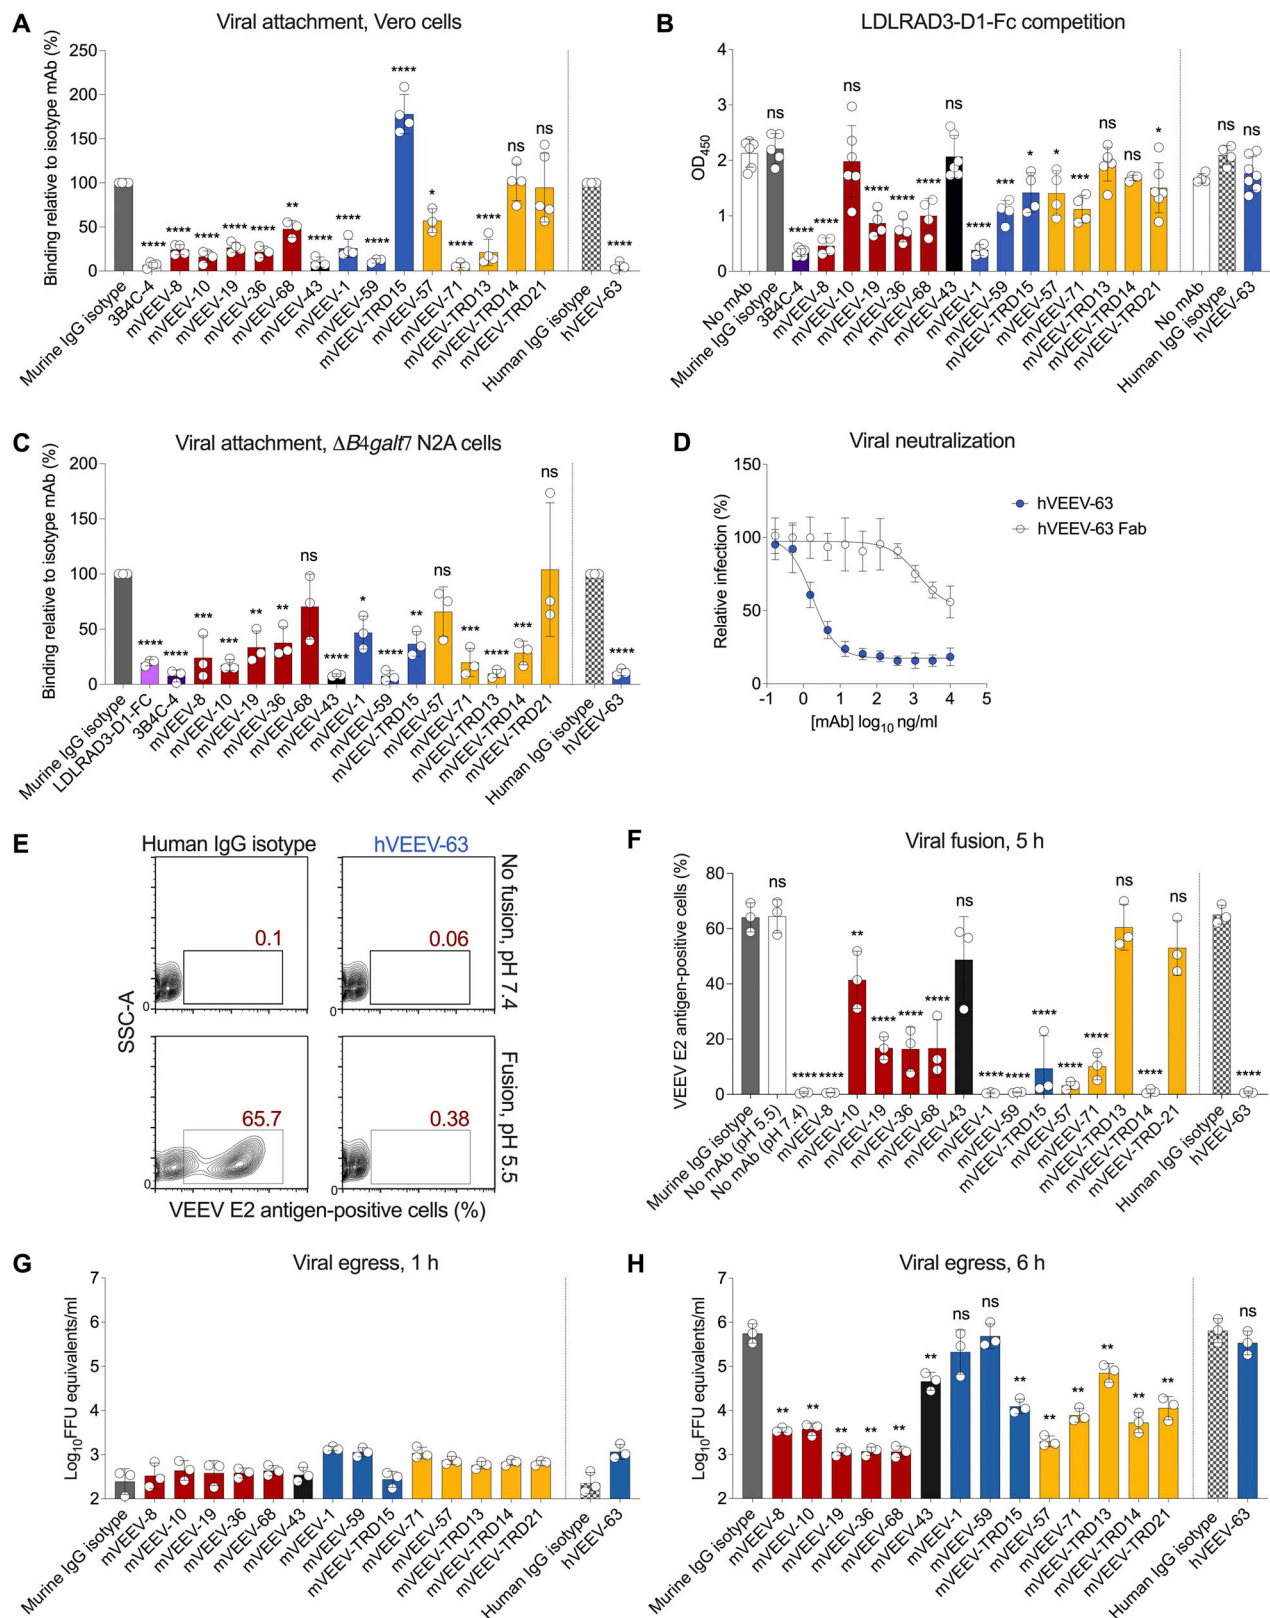 A
Viral attachment, Vero cells
Binding relative to isotype mAb (%)
250
200
150
100
50
0
****
****
****
****
****
**
****
****
****
****
*
****
****
ns
ns
****
Murine IgG isotype
3B4C-4
mVEEV-8
mVEEV-10
mVEEV-19
mVEEV-36
mVEEV-68
mVEEV-43
mVEEV-1
mVEEV-59
mVEEV-TRD15
mVEEV-57
mVEEV-71
mVEEV-TRD13
mVEEV-TRD14
mVEEV-TRD21
Human IgG isotype
hVEEV-63
B
LDLRAD3-D1-Fc competition
OD450
4
3
2
1
0
ns
****
****
ns
****
****
****
ns
****
***
*
*
***
ns
ns
*
ns
ns
No mAb
Murine IgG isotype
3B4C-4
mVEEV-8
mVEEV-10
mVEEV-19
mVEEV-36
mVEEV-68
mVEEV-43
mVEEV-1
mVEEV-59
mVEEV-TRD15
mVEEV-57
mVEEV-71
mVEEV-TRD13
mVEEV-TRD14
mVEEV-TRD21
No mAb
Human IgG isotype
hVEEV-63
C
Viral attachment, ΔB4galt7 N2A cells
Binding relative to isotype mAb (%)
200
150
100
50
0
****
****
***
***
**
**
ns
****
*
****
**
ns
***
****
***
ns
****
Murine IgG isotype
LDLRAD3-D1-FC
3B4C-4
mVEEV-8
mVEEV-10
mVEEV-19
mVEEV-36
mVEEV-68
mVEEV-43
mVEEV-1
mVEEV-59
mVEEV-TRD15
mVEEV-57
mVEEV-71
mVEEV-TRD13
mVEEV-TRD14
mVEEV-TRD21
Human IgG isotype
hVEEV-63
D
Viral neutralization
Relative infection (%)
150
100
50
0
-1 0 1 2 3 4 5
[mAb] log10 ng/ml
hVEEV-63
hVEEV-63 Fab
E
Human IgG isotype
hVEEV-63
No fusion, pH 7.4
Fusion, pH 5.5
0.1
0.06
65.7
0.38
0
0
0
0
SSC-A
VEEV E2 antigen-positive cells (%)
F
Viral fusion, 5 h
VEEV E2 antigen-positive cells (%)
80
60
40
20
0
ns
****
****
**
****
****
****
ns
****
****
****
****
****
ns
****
ns
****
Murine IgG isotype
No mAb (pH 5.5)
No mAb (pH 7.4)
mVEEV-8
mVEEV-10
mVEEV-19
mVEEV-36
mVEEV-68
mVEEV-43
mVEEV-1
mVEEV-59
mVEEV-TRD15
mVEEV-57
mVEEV-71
mVEEV-TRD13
mVEEV-TRD14
mVEEV-TRD-21
Human IgG isotype
hVEEV-63
G
Viral egress, 1 h
Log10FFU equivalents/ml
7
6
5
4
3
2
Murine IgG isotype
mVEEV-8
mVEEV-10
mVEEV-19
mVEEV-36
mVEEV-68
mVEEV-43
mVEEV-1
mVEEV-59
mVEEV-TRD15
mVEEV-71
mVEEV-57
mVEEV-TRD13
mVEEV-TRD14
mVEEV-TRD21
Human IgG isotype
hVEEV-63
H
Viral egress, 6 h
Log10FFU equivalents/ml
7
6
5
4
3
2
**
**
**
**
**
**
ns
ns
**
**
**
**
**
**
ns
Murine IgG isotype
mVEEV-8
mVEEV-10
mVEEV-19
mVEEV-36
mVEEV-68
mVEEV-43
mVEEV-1
mVEEV-59
mVEEV-TRD15
mVEEV-57
mVEEV-71
mVEEV-TRD13
mVEEV-TRD14
mVEEV-TRD21
Human IgG isotype
hVEEV-63